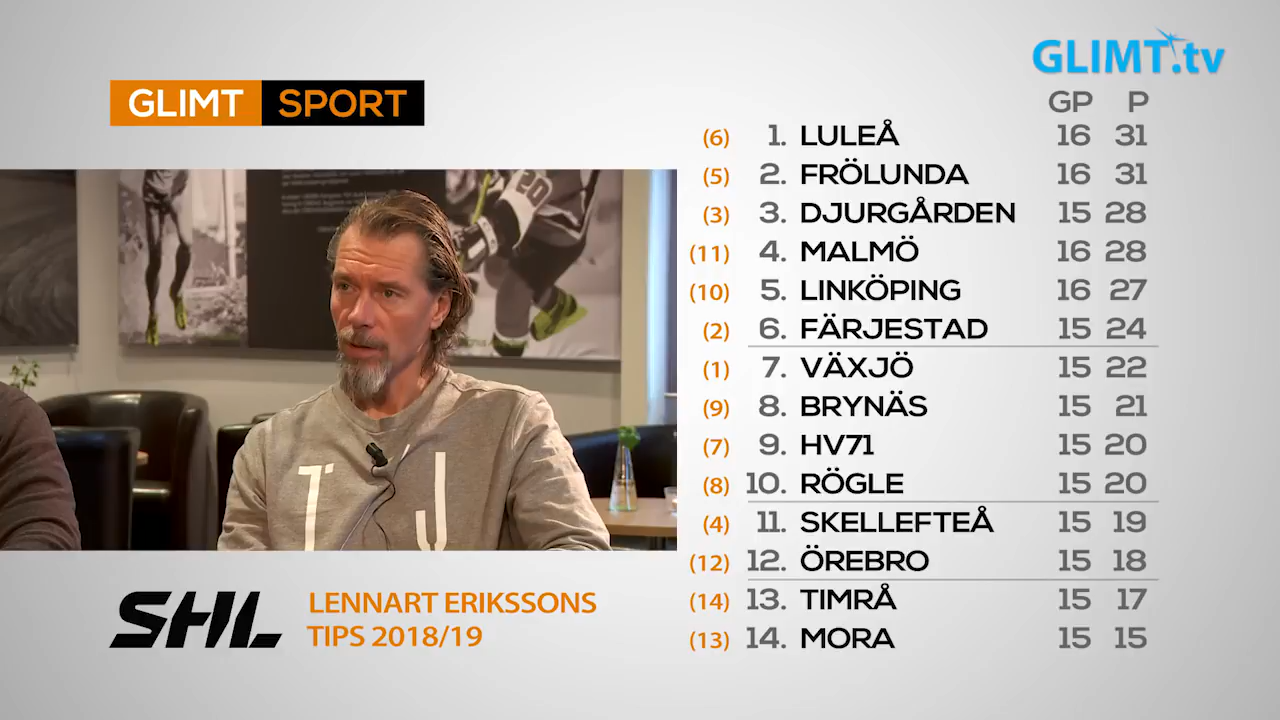 GLIMT.tv
GLIMT SPORT
GP P
(6) 1. LULEÅ 16 31
(5) 2. FRÖLUNDA 16 31
(3) 3. DJURGÅRDEN 15 28
(11) 4. MALMÖ 16 28
(10) 5. LINKÖPING 16 27
(2) 6. FÄRJESTAD 15 24
(1) 7. VÄXJÖ 15 22
(9) 8. BRYNÄS 15 21
(7) 9. HV71 15 20
(8) 10. RÖGLE 15 20
(4) 11. SKELLEFTEÅ 15 19
(12) 12. ÖREBRO 15 18
(14) 13. TIMRÅ 15 17
(13) 14. MORA 15 15
20
SHL
LENNART ERIKSSONS
TIPS 2018/19